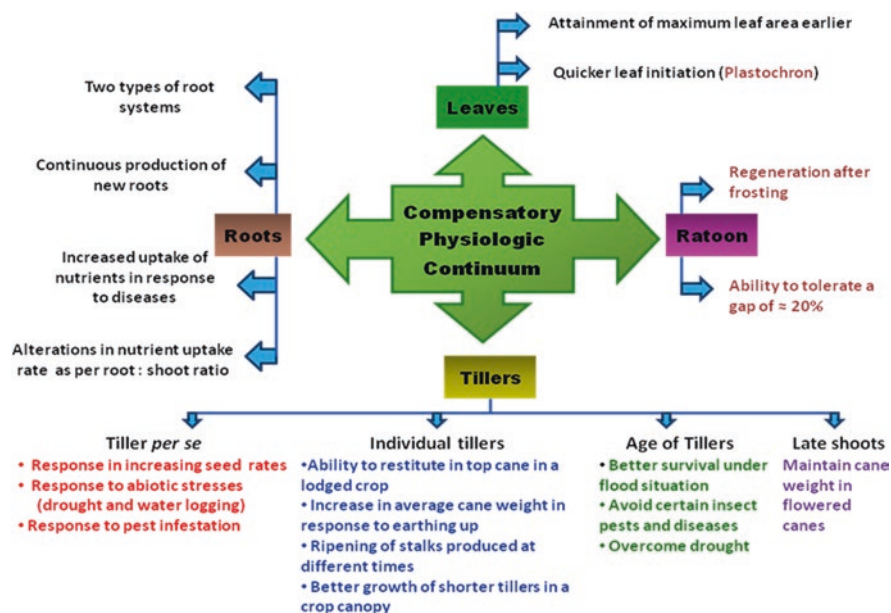 Attainment of maximum leaf area earlier
Quicker leaf initiation (Plastochron)
Leaves
Two types of root
systems
Continuous production of
new roots
Roots
Increased uptake of
nutrients in response
to diseases
Alterations in nutrient uptake
rate as per root : shoot ratio
Compensatory
Physiologic
Continuum
Regeneration after
frosting
Ratoon
Ability to tolerate a
gap of ≈ 20%
Tillers
Tiller per se
• Response in increasing seed rates
• Response to abiotic stresses
(drought and water logging)
• Response to pest infestation
Individual tillers
•Ability to restitute in top cane in a
lodged crop
• Increase in average cane weight in
response to earthing up
• Ripening of stalks produced at
different times
• Better growth of shorter tillers in a
crop canopy
Age of Tillers
• Better survival under
flood situation
• Avoid certain insect
pests and diseases
• Overcome drought
Late shoots
Maintain cane
weight in
flowered
canes